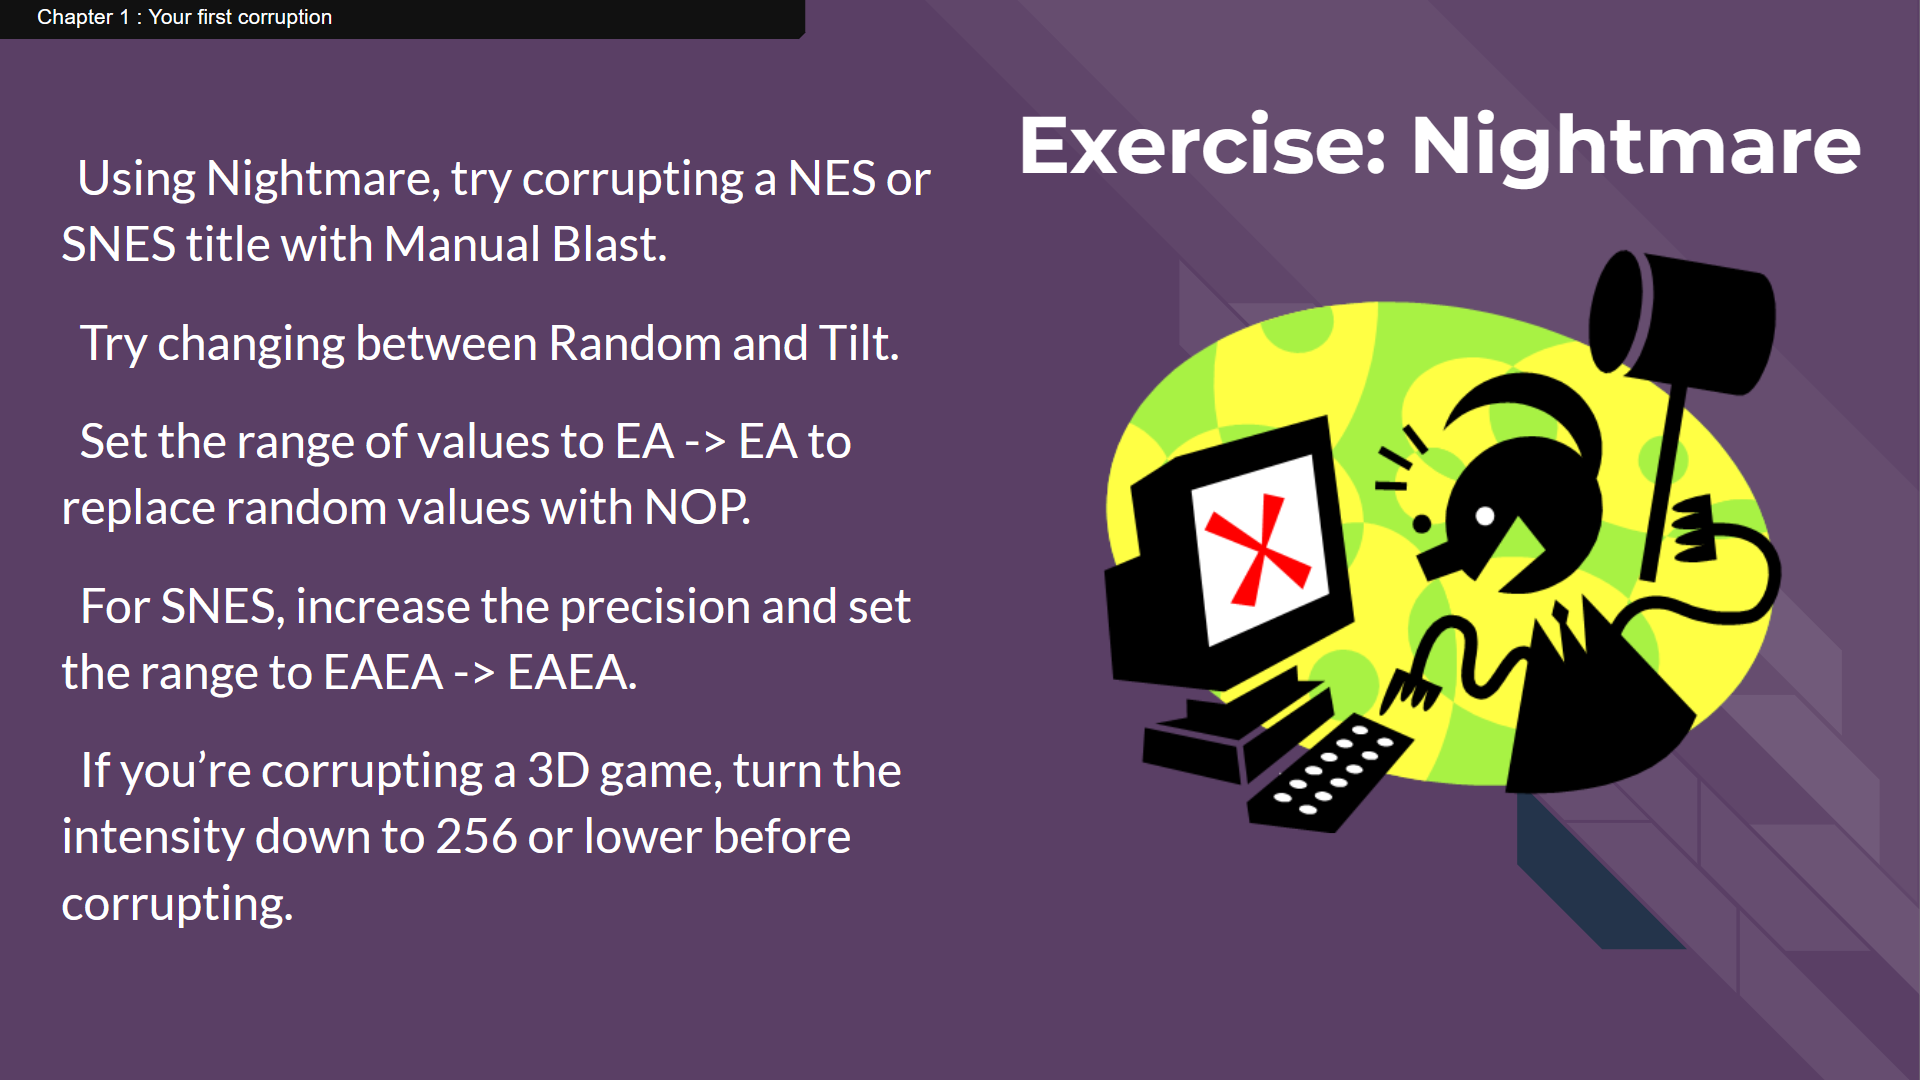 Chapter 1 : Your first corruption
Exercise: Nightmare
Using Nightmare, try corrupting a NES or
SNES title with Manual Blast.
Try changing between Random and Tilt.
Set the range of values to EA -> EA to
replace random values with NOP.
For SNES, increase the precision and set
the range to EAEA -> EAEA.
If you’re corrupting a 3D game, turn the
intensity down to 256 or lower before
corrupting.